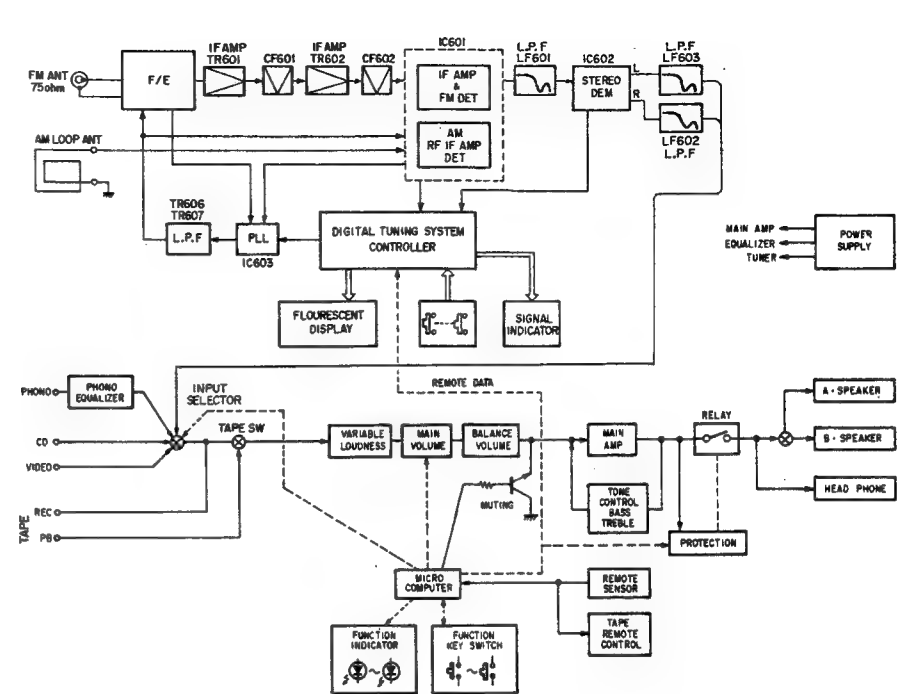 IC601
IF AMP
TR601
CF601
IF AMP
TR602
CF602
L.P.F
LF601
IC602
L.P.F
LF603
FM ANT
75ohm
F/E
IF AMP
&
FM DET
STEREO
DEM
L
R
AM LOOP ANT
AM
RF IF AMP
DET
LF602
L.P.F
TR606
TR607
L.P.F
PLL
IC603
DIGITAL TUNING SYSTEM
CONTROLLER
MAIN AMP
EQUALIZER
TUNER
POWER
SUPPLY
FLOURESCENT
DISPLAY
SIGNAL
INDICATOR
REMOTE DATA
PHONO
PHONO
EQUALIZER
INPUT
SELECTOR
TAPE SW
CD
VIDEO
TAPE
REC
PB
VARIABLE
LOUDNESS
MAIN
VOLUME
BALANCE
VOLUME
MAIN
AMP
RELAY
A - SPEAKER
B - SPEAKER
HEAD PHONE
MUTING
TONE
CONTROL
BASS
TREBLE
PROTECTION
MICRO
COMPUTER
REMOTE
SENSOR
TAPE
REMOTE
CONTROL
FUNCTION
INDICATOR
FUNCTION
KEY SWITCH